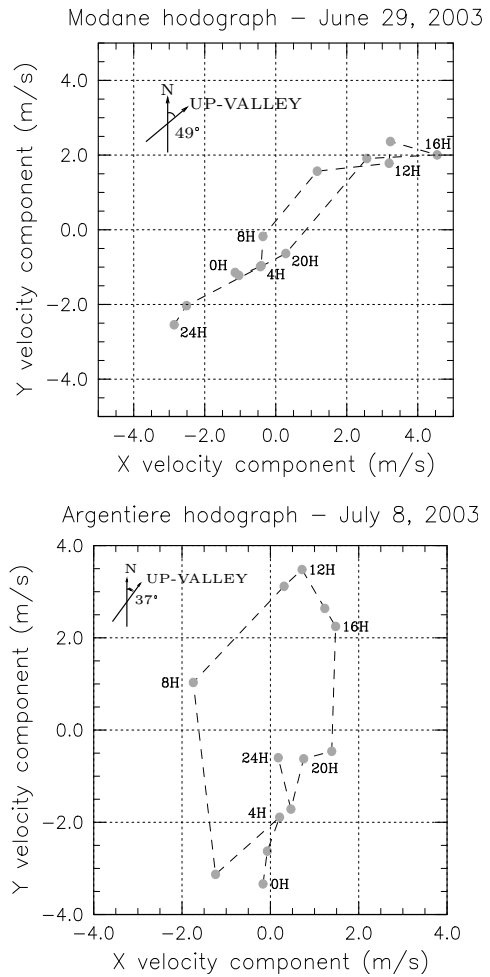 Modane hodograph – June 29, 2003
4.0
2.0
0.0
−2.0
−4.0
Y velocity component (m/s)
N
UP-VALLEY
49°
16H
12H
8H
20H
0H
4H
24H
−4.0 −2.0 0.0 2.0 4.0
X velocity component (m/s)
Argentiere hodograph – July 8, 2003
4.0
2.0
0.0
−2.0
−4.0
Y velocity component (m/s)
N
UP-VALLEY
37°
12H
16H
8H
24H
20H
4H
0H
−4.0 −2.0 0.0 2.0 4.0
X velocity component (m/s)